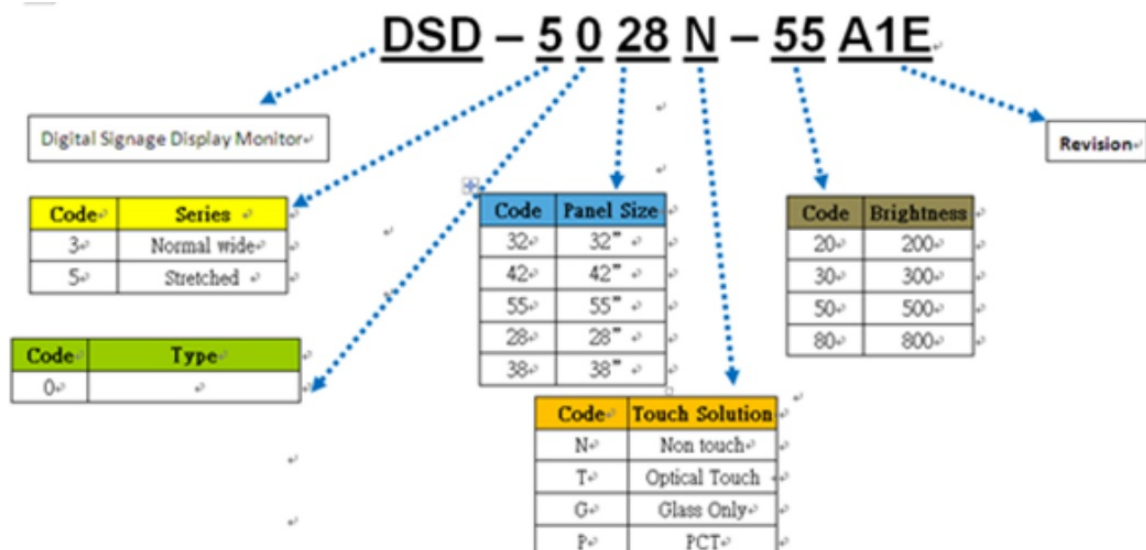 DSD – 5 0 28 N – 55 A1E
Digital Signage Display Monitor
Revision
Code Series
3 Normal wide
5 Stretched
Code Type
0
Code Panel Size
32 32”
42 42”
55 55”
28 28”
38 38”
Code Touch Solution
N Non touch
T Optical Touch
G Glass Only
P PCT
Code Brightness
20 200
30 300
50 500
80 800